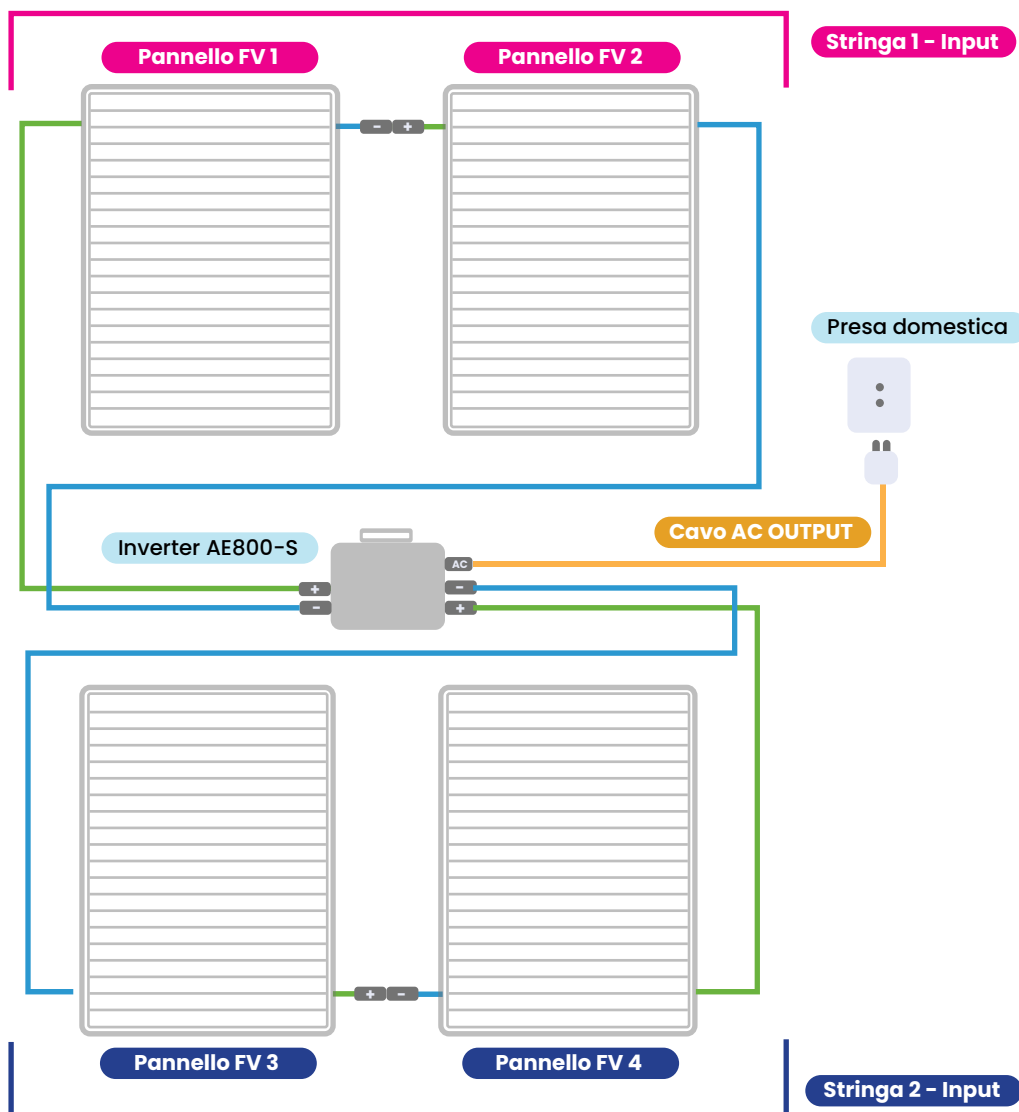 Stringa 1 - Input
Pannello FV 1
Pannello FV 2
- +
Presa domestica
Cavo AC OUTPUT
Inverter AE800-S
AC
+
-
-
+
+ -
Pannello FV 3
Pannello FV 4
Stringa 2 - Input